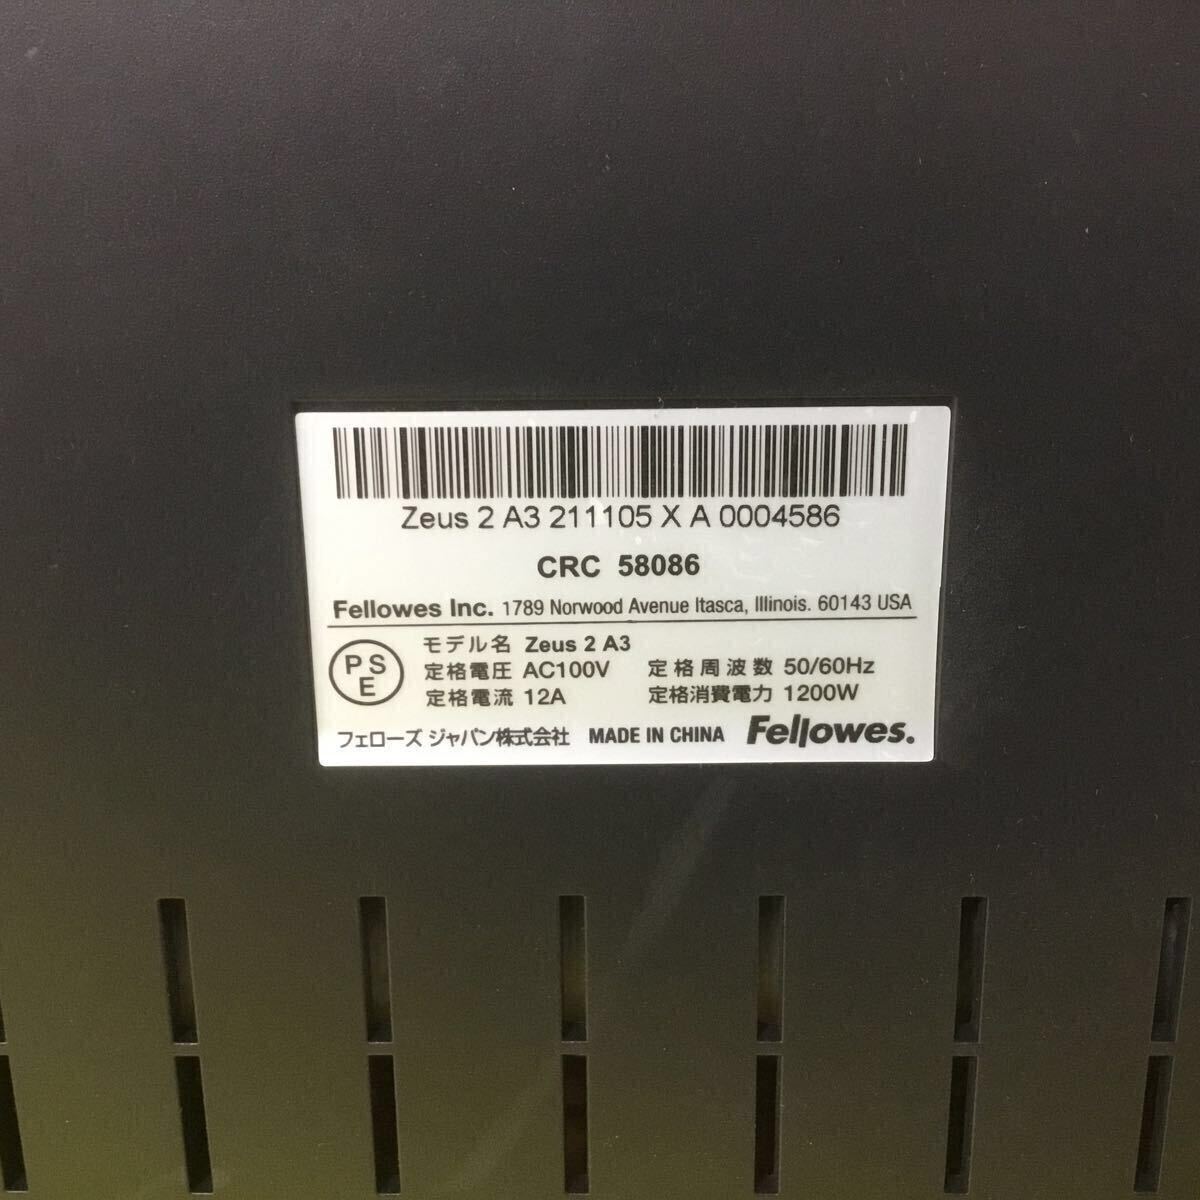 Zeus 2 A3 211105 X A 0004586
CRC 58086
Fellowes Inc. 1789 Norwood Avenue Itasca, Illinois. 60143 USA
PSE
モデル名 Zeus 2 A3
定格電圧 AC100V 定格周波数 50/60Hz
定格電流 12A 定格消費電力 1200W
フェローズ ジャパン株式会社 MADE IN CHINA Fellowes.